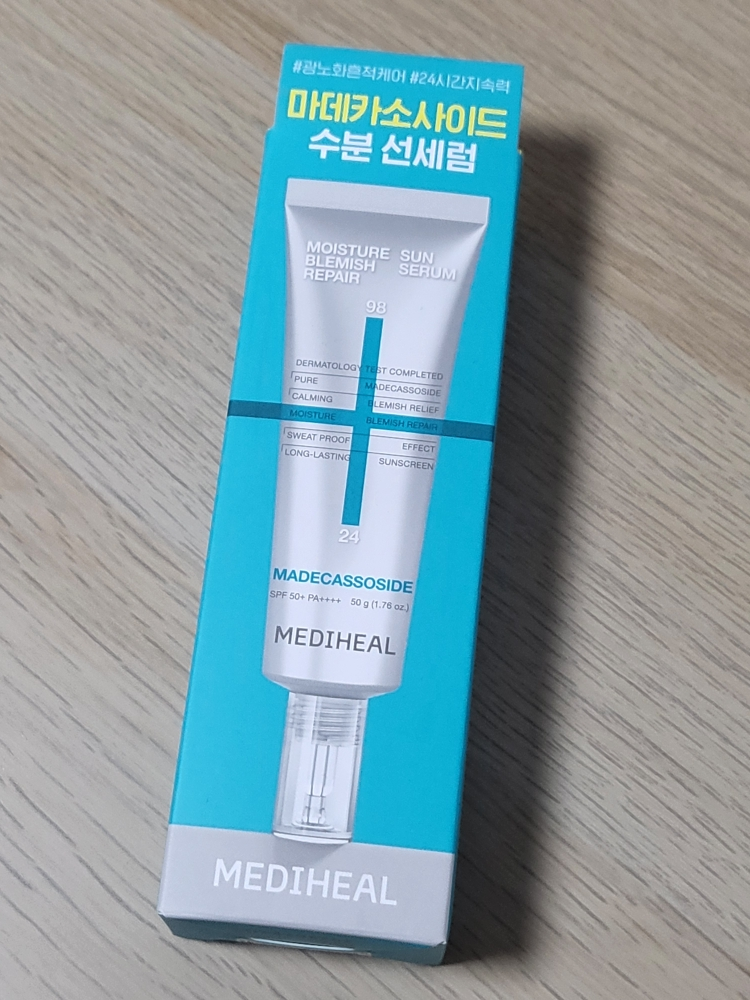 #광노화흔적케어 #24시간지속력
마데카소사이드
수분 선세럼
MOISTURE SUN
BLEMISH SERUM
REPAIR
98
DERMATOLOGY TEST COMPLETED
PURE MADECASSOSIDE
CALMING BLEMISH RELIEF
MOISTURE BLEMISH REPAIR
SWEAT PROOF EFFECT
LONG-LASTING SUNSCREEN
24
MADECASSOSIDE
SPF 50+ PA++++ 50 g (1.76 oz.)
MEDIHEAL
MEDIHEAL